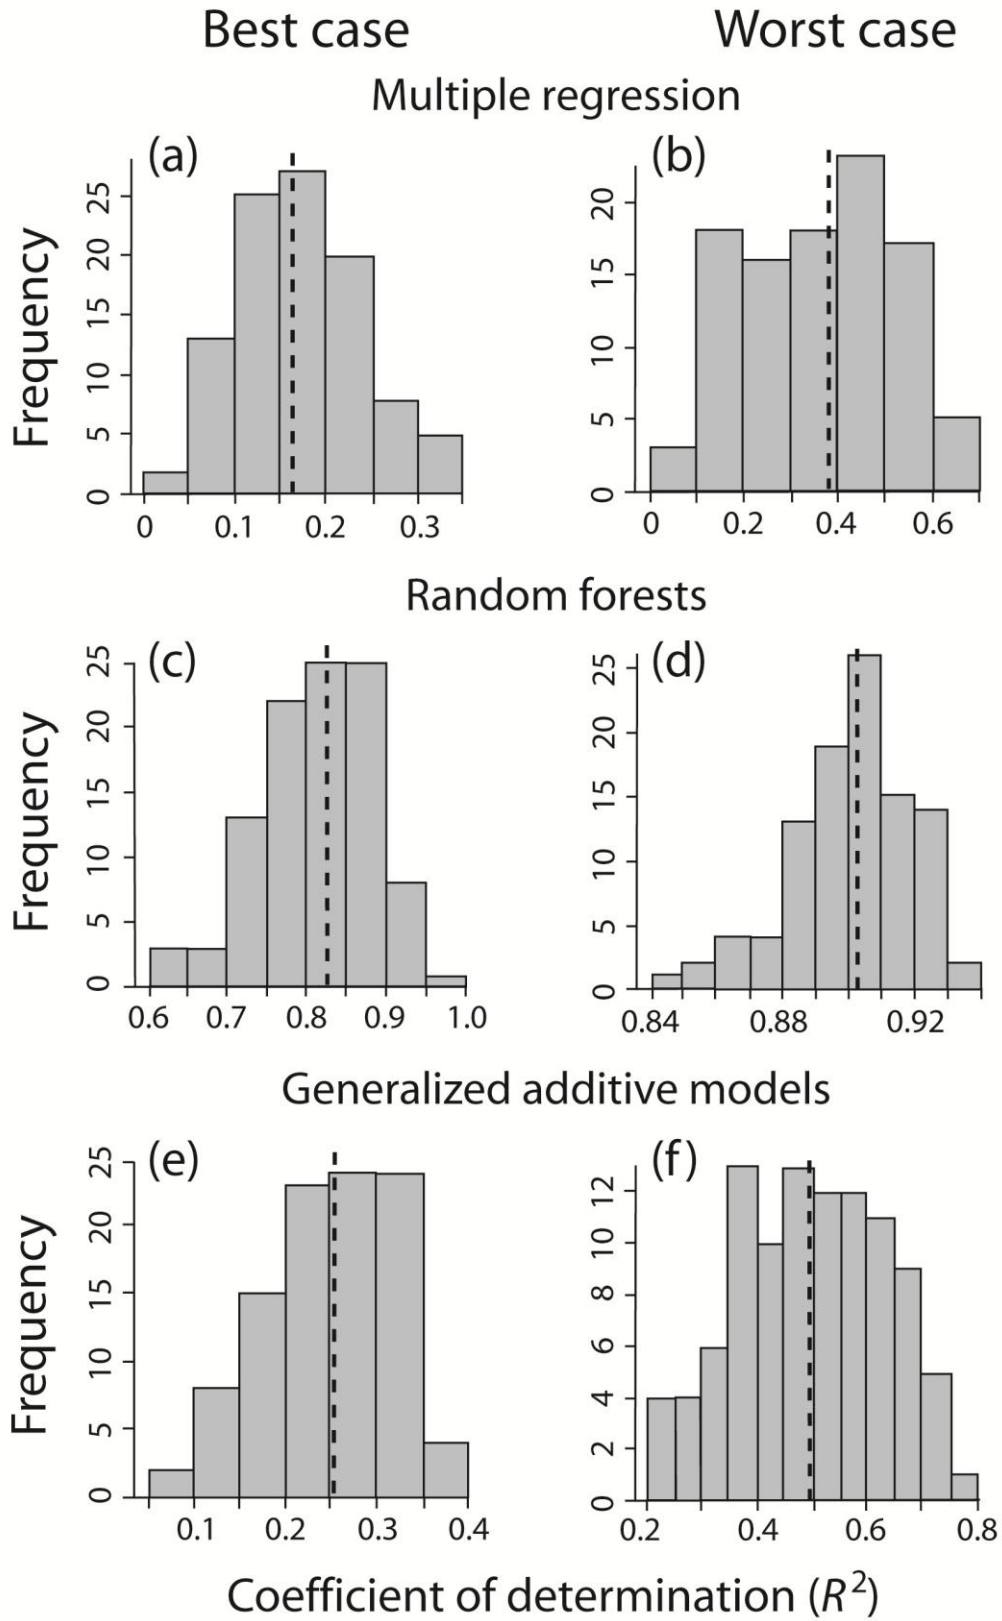 Best case Worst case
Multiple regression
(a) (b)
Frequency
0 5 10 15 20 25
0 0.1 0.2 0.3
0 5 10 15 20
0 0.2 0.4 0.6
Random forests
(c) (d)
Frequency
0 5 10 15 20 25
0.6 0.7 0.8 0.9 1.0
0 5 10 15 20 25
0.84 0.88 0.92
Generalized additive models
(e) (f)
Frequency
0 5 10 15 20 25
0.1 0.2 0.3 0.4
0 2 4 6 8 10 12
0.2 0.4 0.6 0.8
Coefficient of determination (R²)